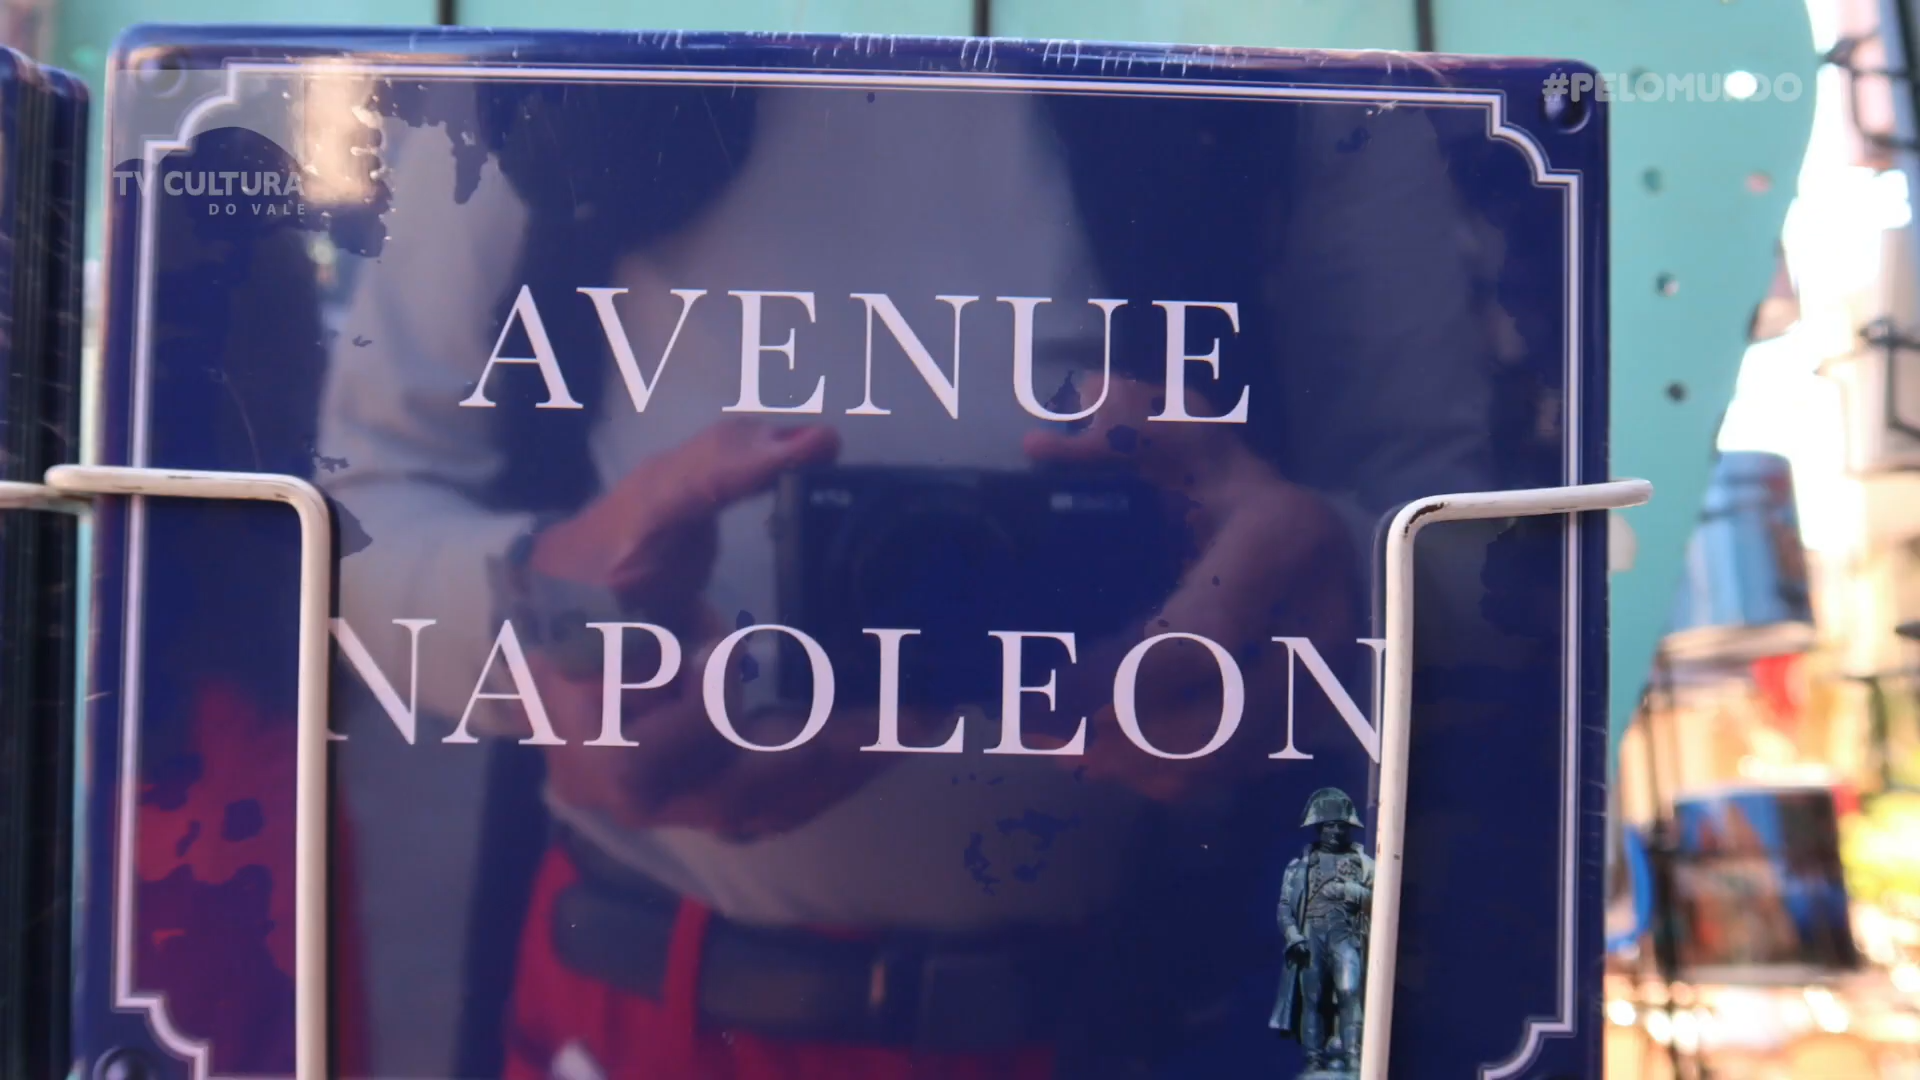 #PELOMUNDO
TV CULTURA
DO VALE
AVENUE
NAPOLEON